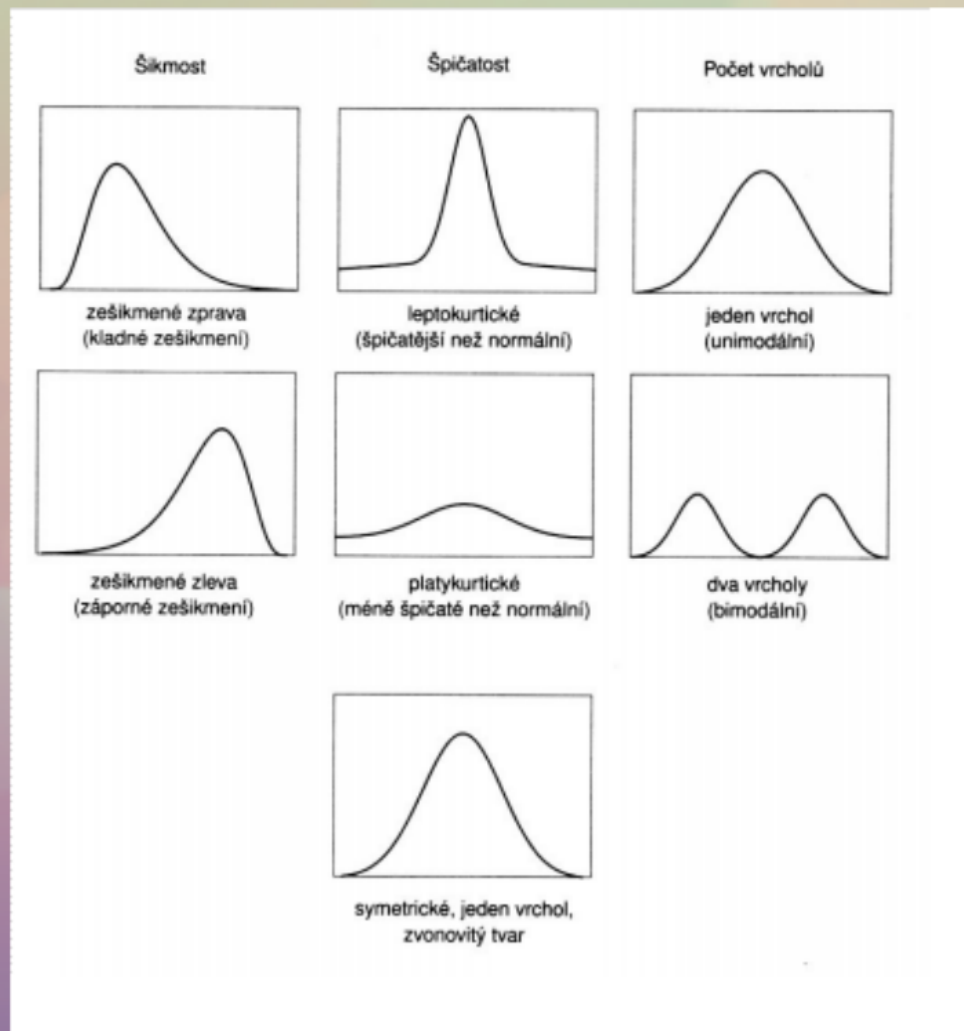 Šikmost
Špičatost
Počet vrcholů
zešikmené zprava
(kladné zešikmení)
leptokurtické
(špičatější než normální)
jeden vrchol
(unimodální)
zešikmené zleva
(záporné zešikmení)
platykurtické
(méně špičaté než normální)
dva vrcholy
(bimodální)
symetrické, jeden vrchol,
zvonovitý tvar